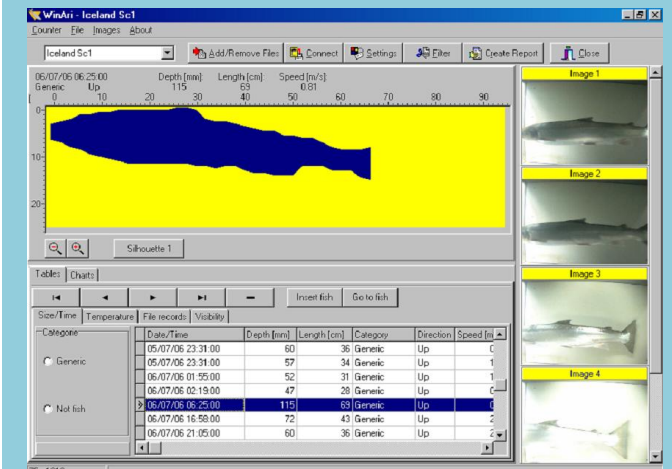 WinAri - Iceland Sc1
Counter File Images About
Iceland Sc1 Add/Remove Files Connect Settings Filter Create Report Close
06/07/06 06:25:00 Depth [mm] Length [cm] Speed [m/s]
Generic Up 115 69 0.81
0 10 20 30 40 50 60 70 80 90
0
10
20
Silhouette 1
Tables Charts
Insert fish Go to fish
Size/Time Temperature File records Visibility
Categorie
Generic
Not fish
Date/Time Depth [mm] Length [cm] Category Direction Speed [m
05/07/06 23:31:00 60 36 Generic Up 0
05/07/06 23:31:00 57 34 Generic Up 1
06/07/06 01:55:00 52 31 Generic Up 1
06/07/06 02:19:00 47 28 Generic Up 0
06/07/06 06:25:00 115 69 Generic Up 0
06/07/06 16:58:00 72 43 Generic Up 2
06/07/06 21:05:00 60 36 Generic Up 2
Image 1
Image 2
Image 3
Image 4